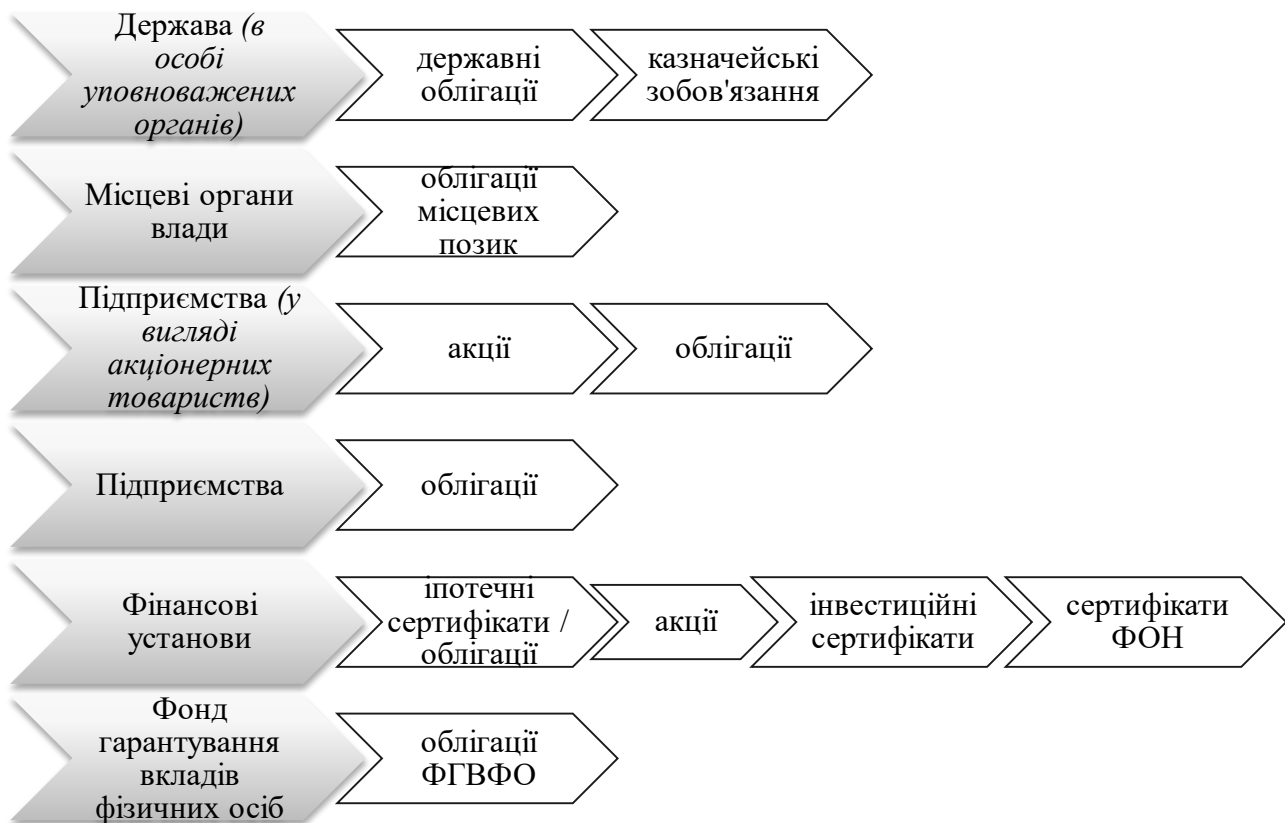 Держава (в
особі
уповноважених
органів)
державні
облігації
казначейські
зобов'язання
Місцеві органи
влади
облігації
місцевих
позик
Підприємства (у
вигляді
акціонерних
товариств)
акції
облігації
Підприємства
облігації
Фінансові
установи
іпотечні
сертифікати /
облігації
акції
інвестиційні
сертифікати
сертифікати
ФОН
Фонд
гарантування
вкладів
фізичних осіб
облігації
ФГВФО